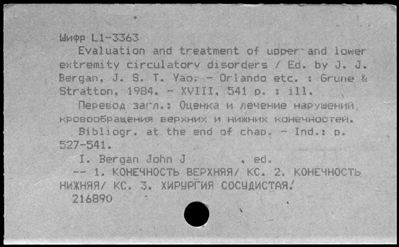 Шифр L1-3363
Evaluation and treatment of upper and lower
extremity circulatory disorders / Ed. by J. J.
Bergan, J. S. T. Yao. - Orlando etc. : Grune &
Stratton, 1984. - XVIII, 541 p. : ill.
Перевод загл.: Оценка и лечение нарушений
кровообращения верхних и нижних конечностей.
Bibliogr. at the end of chap. - Ind.: p.
527-541.
I. Bergan John J , ed.
-- 1. КОНЕЧНОСТЬ ВЕРХНЯЯ/ КС. 2. КОНЕЧНОСТЬ
НИЖНЯЯ/ КС. 3. ХИРУРГИЯ СОСУДИСТАЯ.
216890